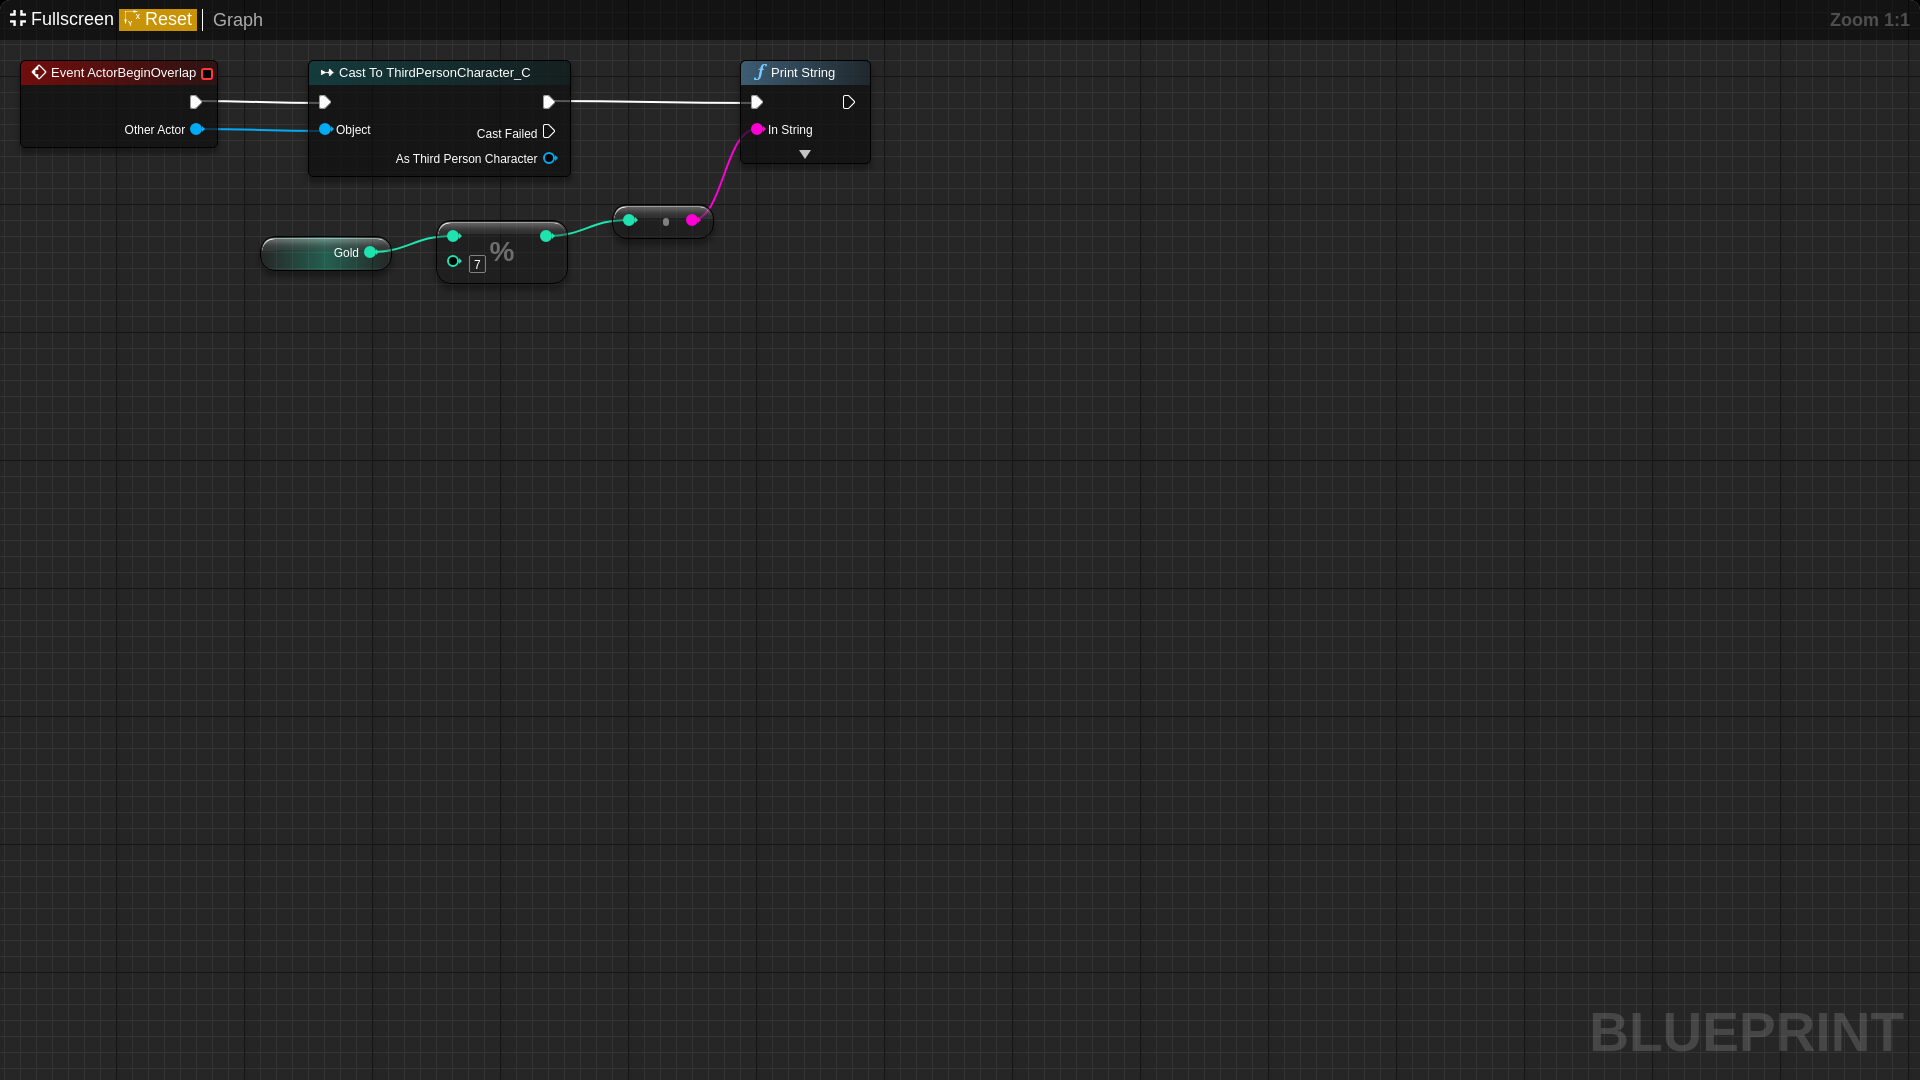 Fullscreen Reset Graph Zoom 1:1
Event ActorBeginOverlap
Other Actor
Cast To ThirdPersonCharacter_C
Object
Cast Failed
As Third Person Character
Print String
In String
Gold
%
7
BLUEPRINT